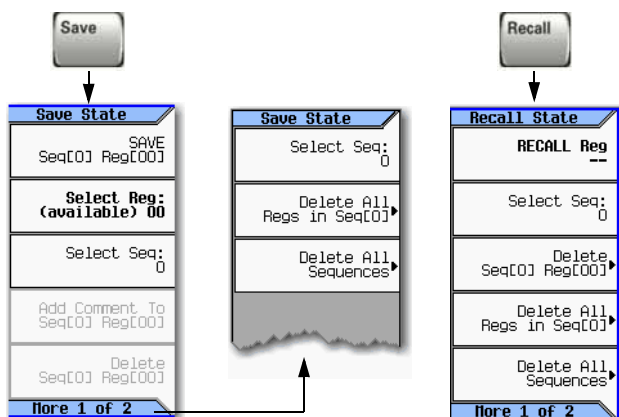 Save
Recall
Save State
SAVE
Seq[0] Reg[00]
Select Reg:
(available) 00
Select Seq:
0
Add Comment To
Seq[0] Reg[00]
Delete
Seq[0] Reg[00]
More 1 of 2
Save State
Select Seq:
0
Delete All
Regs in Seq[0]
Delete All
Sequences
Recall State
RECALL Reg
--
Select Seq:
0
Delete
Seq[0] Reg[00]
Delete All
Regs in Seq[0]
Delete All
Sequences
More 1 of 2